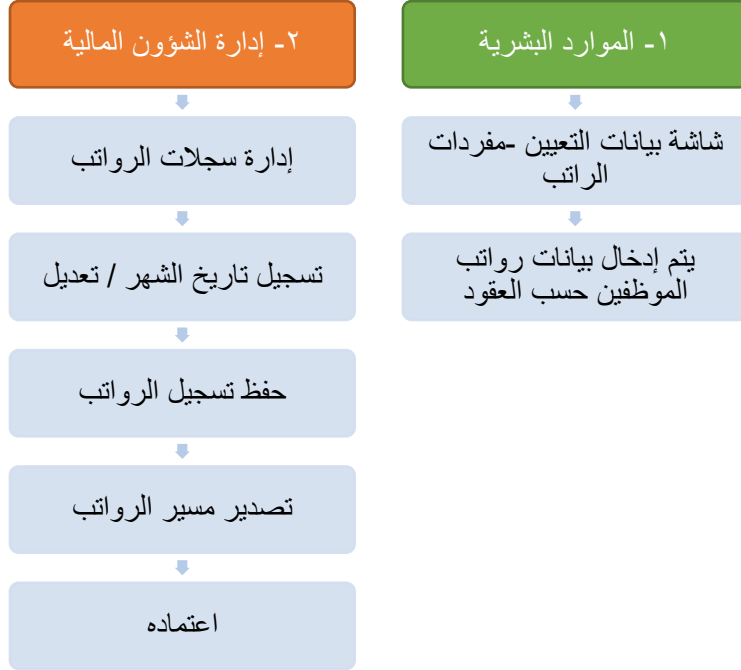 ١- الموارد البشرية
شاشة بيانات التعيين -مفردات
الراتب
يتم إدخال بيانات رواتب
الموظفين حسب العقود
٢- إدارة الشؤون المالية
إدارة سجلات الرواتب
تسجيل تاريخ الشهر / تعديل
حفظ تسجيل الرواتب
تصدير مسير الرواتب
اعتماده